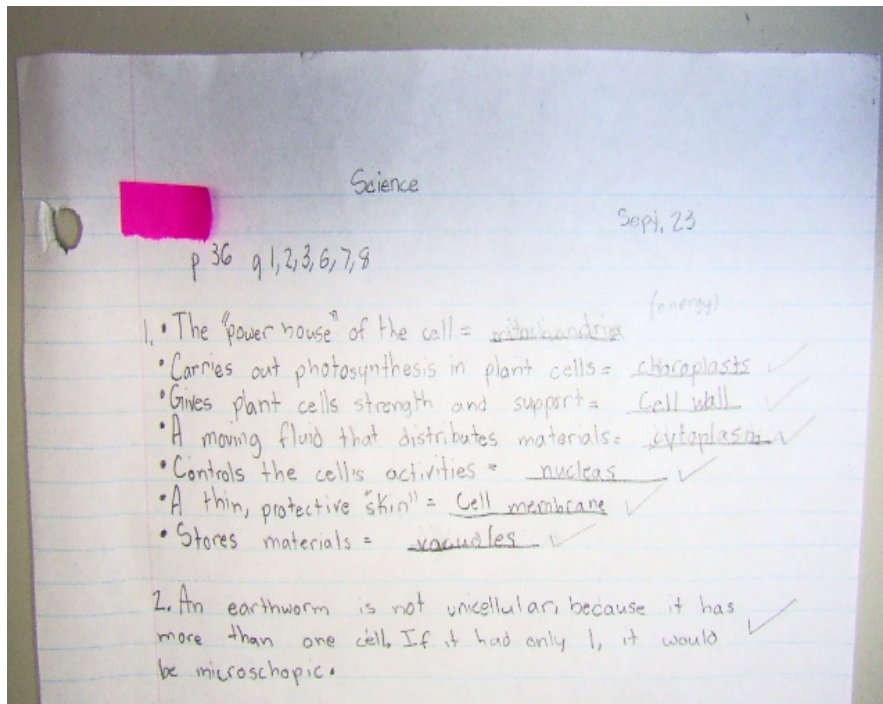 Science
Sept. 23
p 36 q 1,2,3,6,7,8
(energy)
1. • The "power house" of the cell = mitochondria
• Carries out photosynthesis in plant cells = chloroplasts
• Gives plant cells strength and support = Cell wall
• A moving fluid that distributes materials = cytoplasm
• Controls the cell's activities = nucleas
• A thin, protective "skin" = Cell membrane
• Stores materials = vacuoles
2. An earthworm is not unicellular, because it has
more than one cell. If it had only 1, it would
be microschopic.